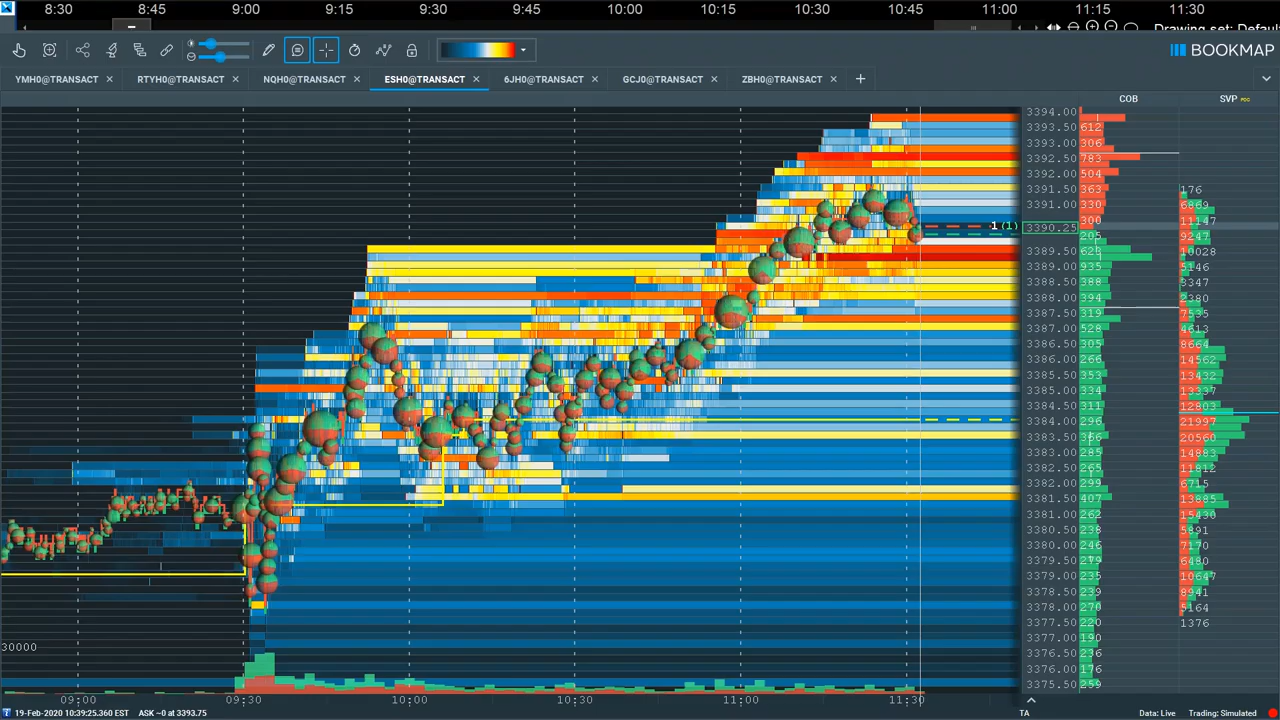 8:30 8:45 9:00 9:15 9:30 9:45 10:00 10:15 10:30 10:45 11:00 11:15 11:30
Drawing set: Defaul
BOOKMAP
YMH0@TRANSACT × RTYH0@TRANSACT × NQH0@TRANSACT × ESH0@TRANSACT × 6JH0@TRANSACT × GCJ0@TRANSACT × ZBH0@TRANSACT × +
COB SVP POC
3394.00
3393.50 612
3393.00 306
3392.50 783
3392.00 504
3391.50 363 176
3391.00 330 6869
300 11147
1 (1) 3390.25
205 9247
3389.50 623 10028
3389.00 935 5146
3388.50 388 3347
3388.00 394 2380
3387.50 319 7535
3387.00 528 4613
3386.50 305 8664
3386.00 266 14562
3385.50 353 13432
3385.00 334 13337
3384.50 311 12803
3384.00 296 21997
3383.50 20560
3383.00 285 14883
3382.50 265 11812
3382.00 299 6715
3381.50 407 13885
3381.00 262 15430
3380.50 238 5891
3380.00 246 7170
3379.50 279 6480
3379.00 235 10647
3378.50 239 8941
3378.00 270 5164
3377.50 220 1376
3377.00 190
30000
3376.50 236
3376.00 176
3375.50 259
09:00 09:30 10:00 10:30 11:00 11:30
19-Feb-2020 10:39:25.360 EST ASK ~0 at 3393.75 TA Data: Live Trading: Simulated